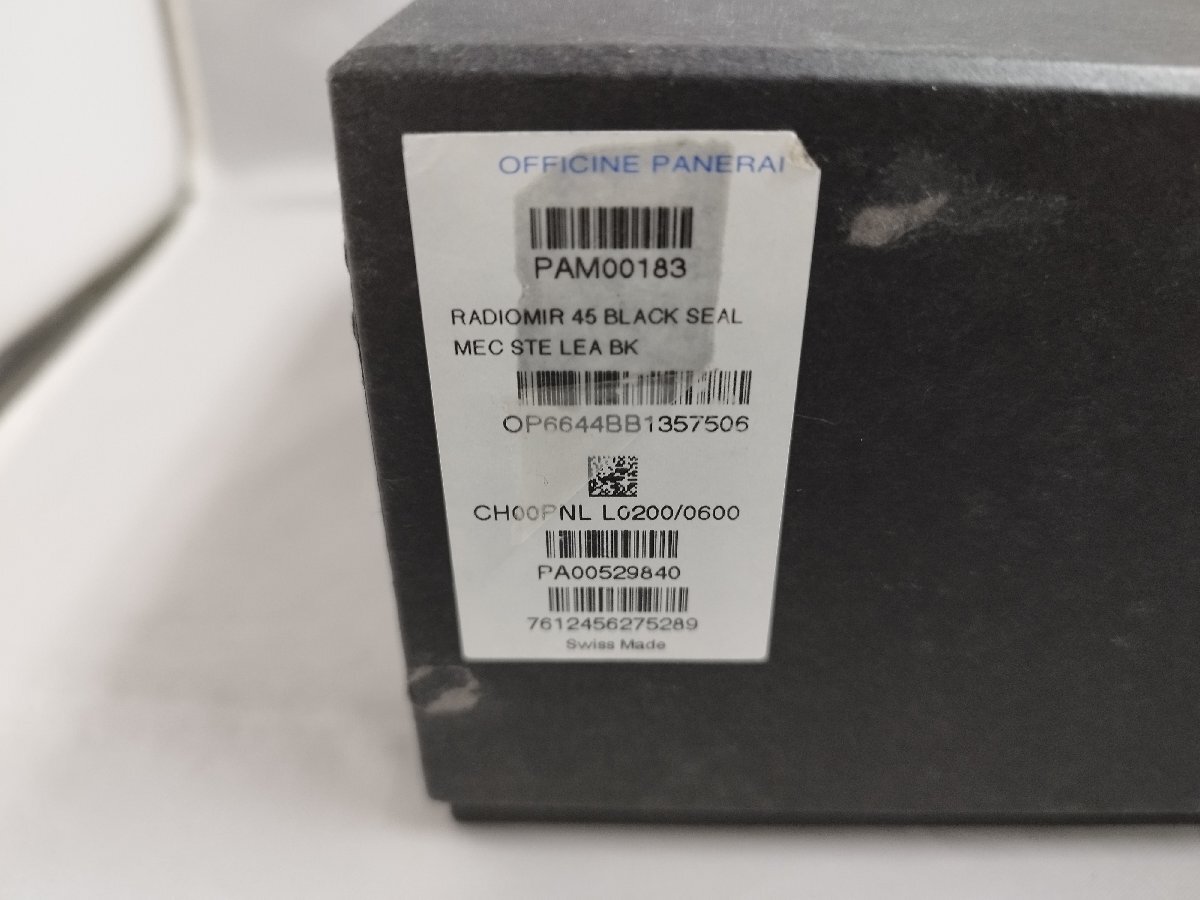 OFFICINE PANERAI
PAM00183
RADIOMIR 45 BLACK SEAL
MEC STE LEA BK
OP6644BB1357506
CH00PNL L0200/0600
PA00529840
7612456275289
Swiss Made